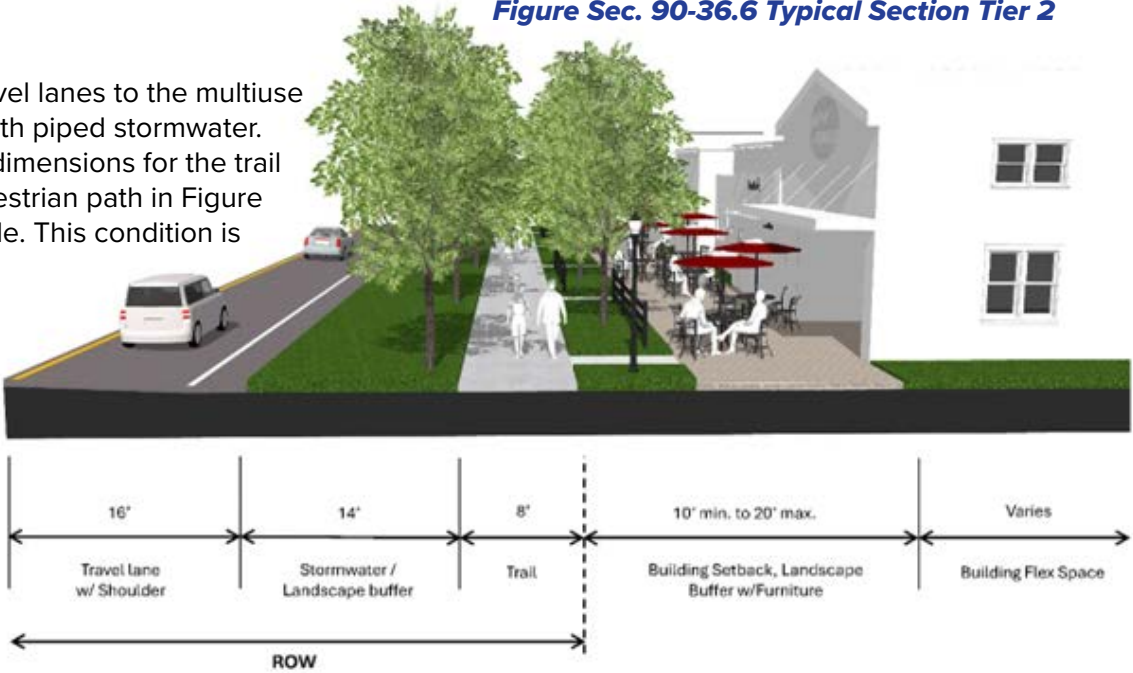 Figure Sec. 90-36.6 Typical Section Tier 2
vel lanes to the multiuse
th piped stormwater.
dimensions for the trail
estrian path in Figure
le. This condition is
16'
14'
8'
10' min. to 20' max.
Varies
Travel lane
w/ Shoulder
Stormwater /
Landscape buffer
Trail
Building Setback, Landscape
Buffer w/Furniture
Building Flex Space
ROW